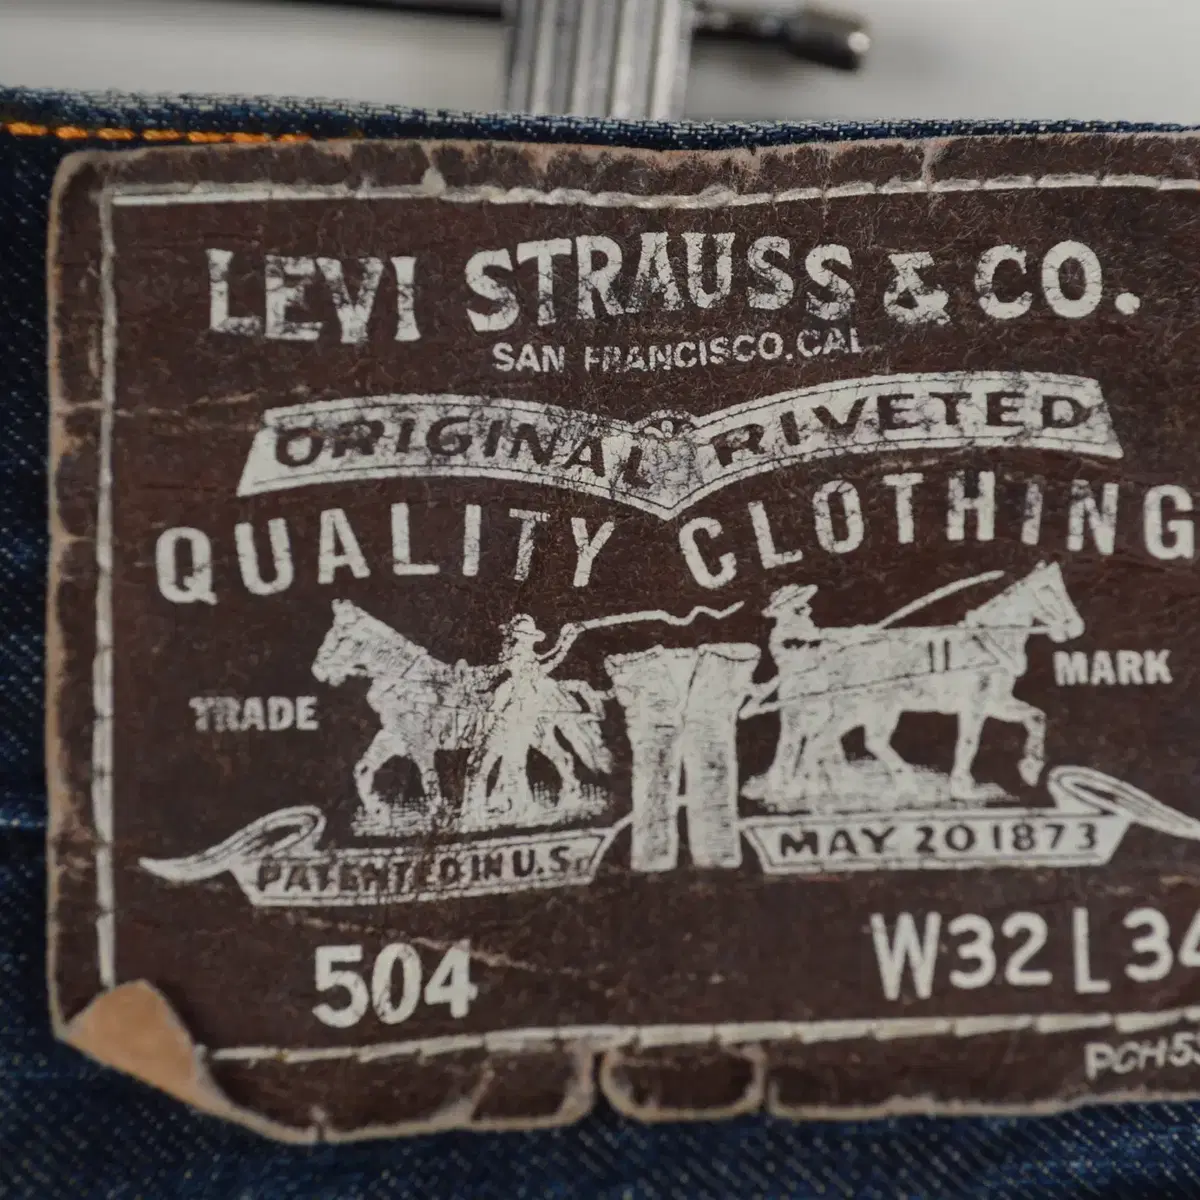 LEVI STRAUSS & CO.
SAN FRANCISCO, CAL
ORIGINAL RIVETED
QUALITY CLOTHING
TRADE MARK
PATENTED IN U.S. MAY 20 1873
504 W32 L34